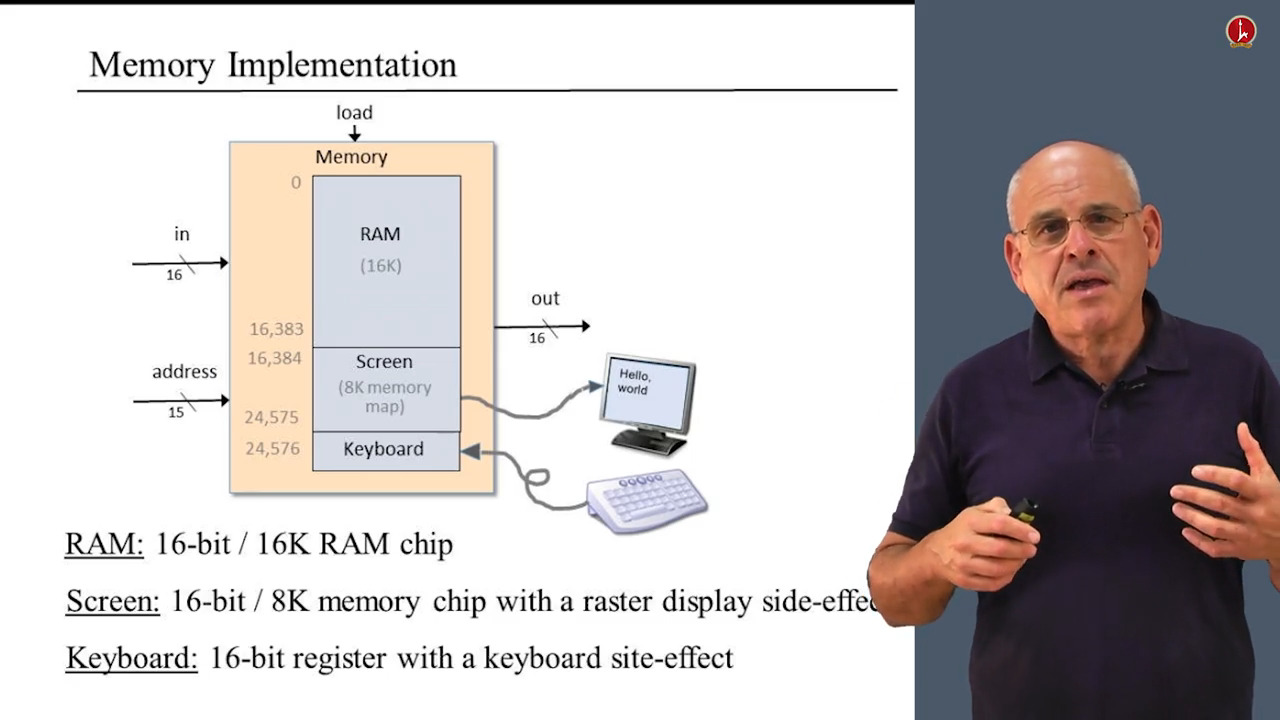 Memory Implementation
load
Memory
0
in
16
RAM
(16K)
out
16
16,383
16,384
Screen
(8K memory
map)
address
15
24,575
24,576
Keyboard
Hello,
world
RAM: 16-bit / 16K RAM chip
Screen: 16-bit / 8K memory chip with a raster display side-effec
Keyboard: 16-bit register with a keyboard site-effect